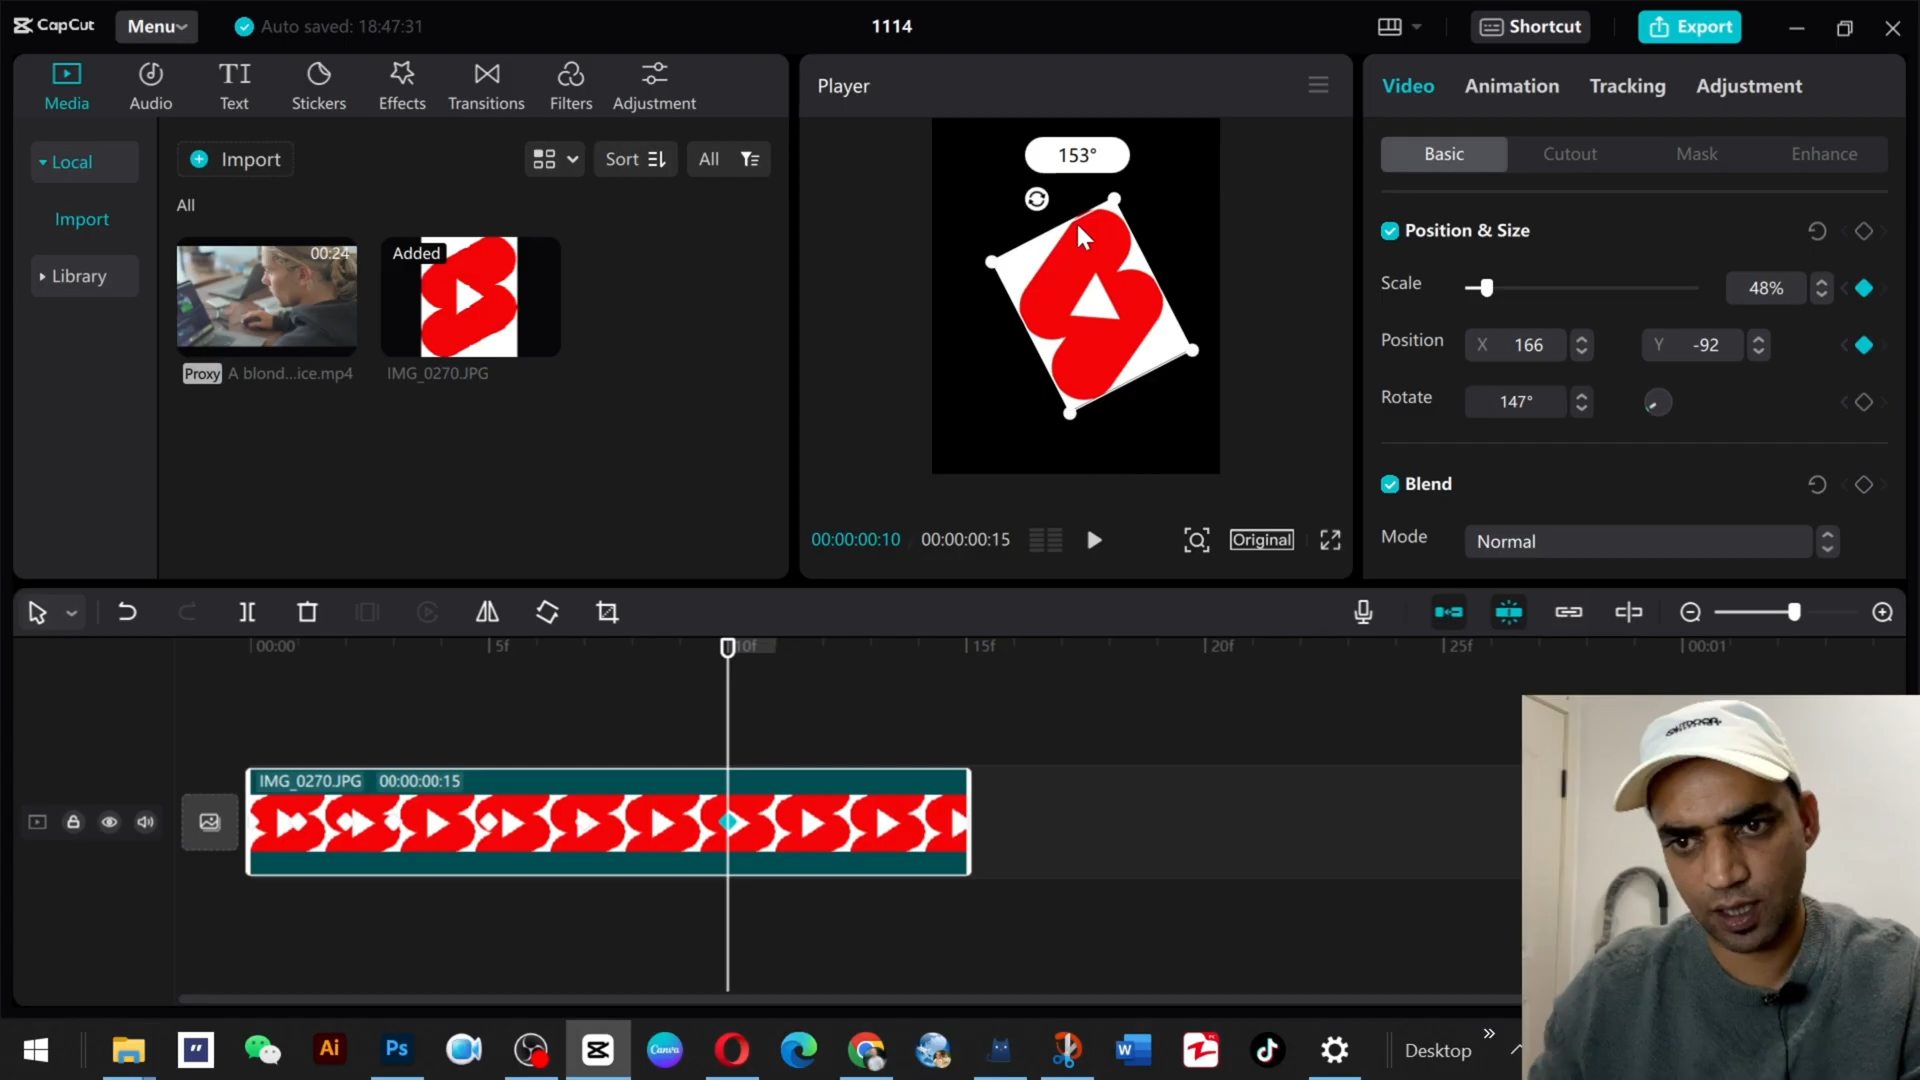 CapCut
Menu
Auto saved: 18:47:31
1114
Shortcut
Export
Media
Audio
Text
Stickers
Effects
Transitions
Filters
Adjustment
Player
Video
Animation
Tracking
Adjustment
Local
Import
Library
Import
Sort
All
All
00:24
Added
Proxy
A blond...ice.mp4
IMG_0270.JPG
153°
00:00:00:10
00:00:00:15
Original
Basic
Cutout
Mask
Enhance
Position & Size
Scale
48%
Position
X 166
Y -92
Rotate
147°
Blend
Mode
Normal
00:00
5f
10f
15f
20f
25f
00:01
IMG_0270.JPG 00:00:00:15
OUTDOOR
Ai
Ps
Canva
W
Desktop